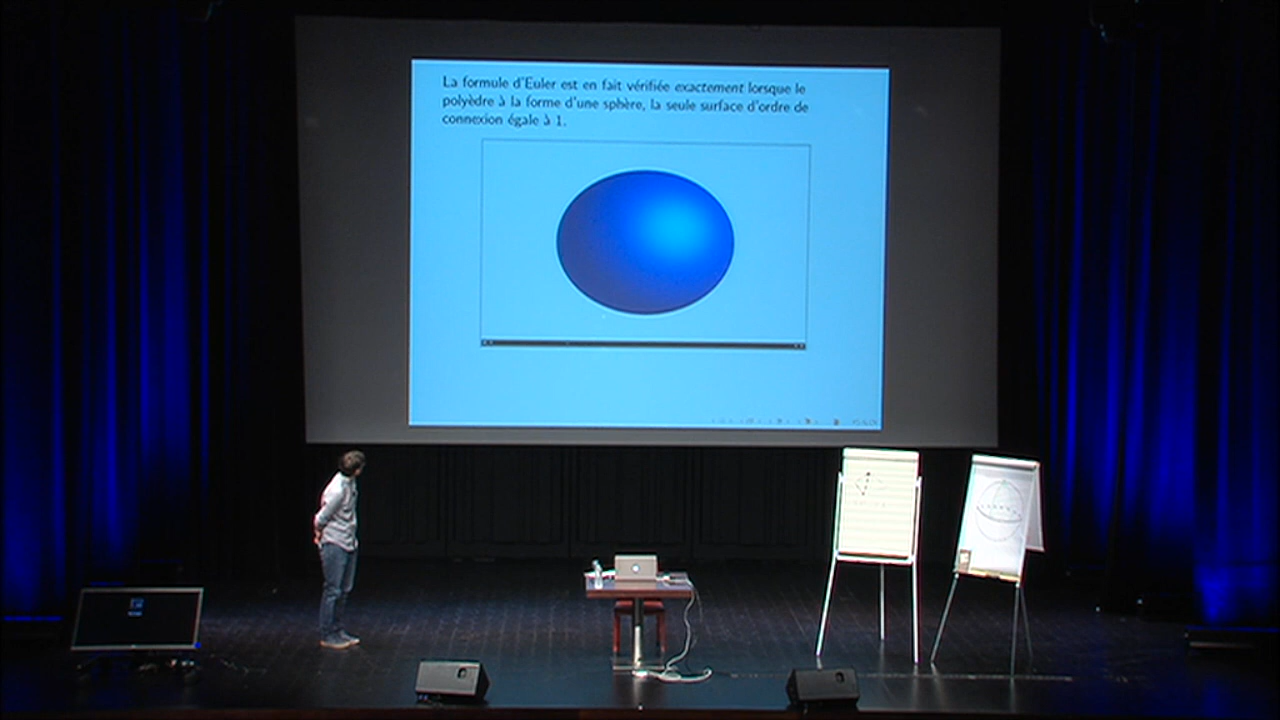 La formule d'Euler est en fait vérifiée exactement lorsque le
polyèdre à la forme d'une sphère, la seule surface d'ordre de
connexion égale à 1.